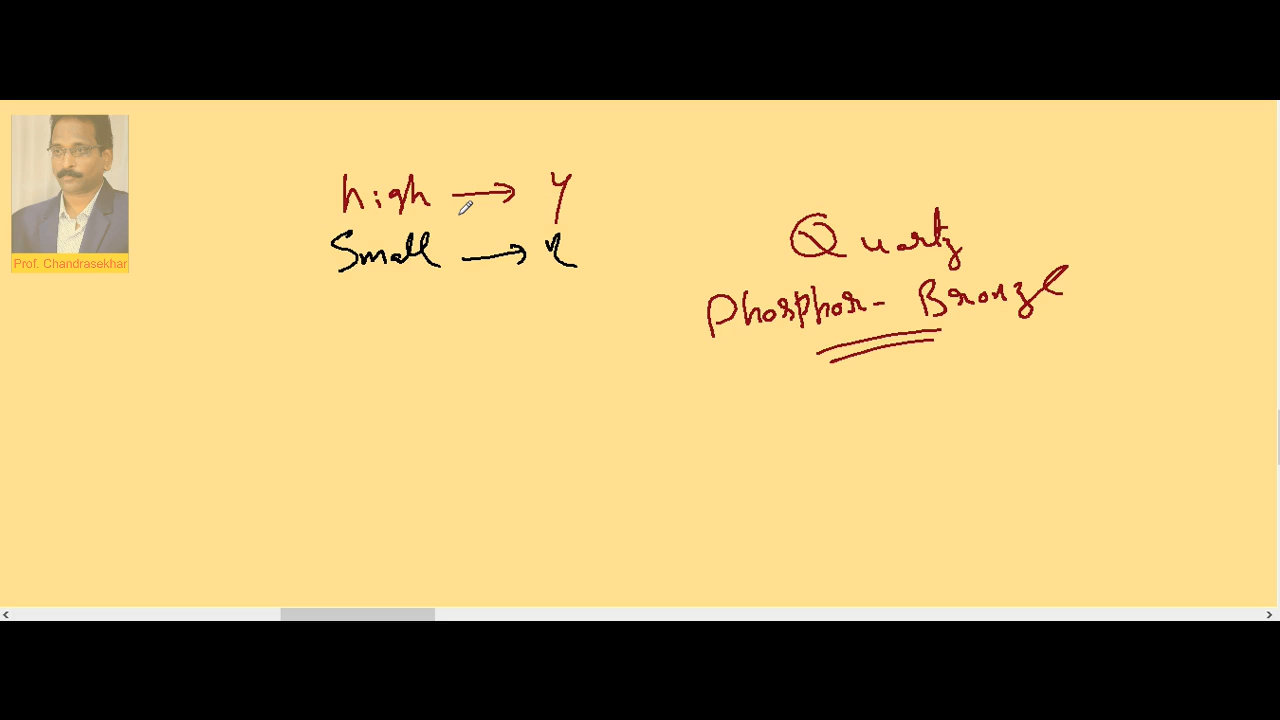 Prof. Chandrasekhar
high → Y
Small → η
Quartz
Phosphor - Bronze